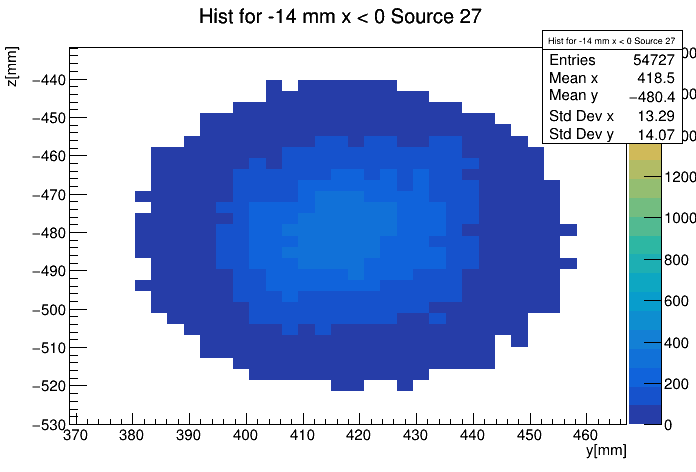 Hist for -14 mm x < 0 Source 27
z[mm]
Hist for -14 mm x < 0 Source 27
Entries 54727
Mean x 418.5
Mean y −480.4
Std Dev x 13.29
Std Dev y 14.07
−440
−450
−460
−470
−480
−490
−500
−510
−520
−530
1200
1000
800
600
400
200
0
370 380 390 400 410 420 430 440 450 460
y[mm]